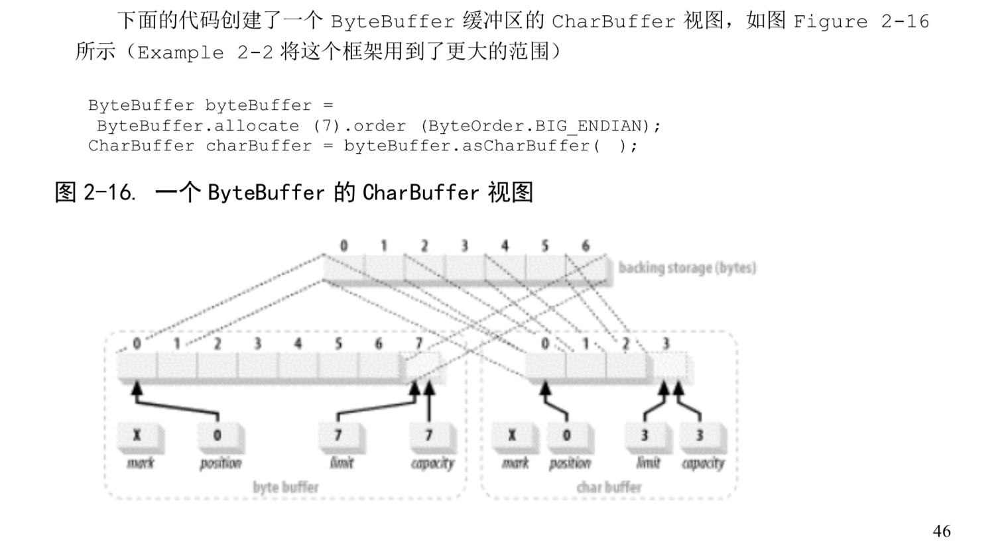 下面的代码创建了一个 ByteBuffer 缓冲区的 CharBuffer 视图，如图 Figure 2-16
所示（Example 2-2 将这个框架用到了更大的范围）
ByteBuffer byteBuffer =
ByteBuffer.allocate (7).order (ByteOrder.BIG_ENDIAN);
CharBuffer charBuffer = byteBuffer.asCharBuffer( );
图 2-16. 一个 ByteBuffer 的 CharBuffer 视图
0 1 2 3 4 5 6
backing storage (bytes)
0 1 2 3 4 5 6 7
0 1 2 3
X 0 7 7
X 0 3 3
mark position limit capacity
mark position limit capacity
byte buffer
char buffer
46